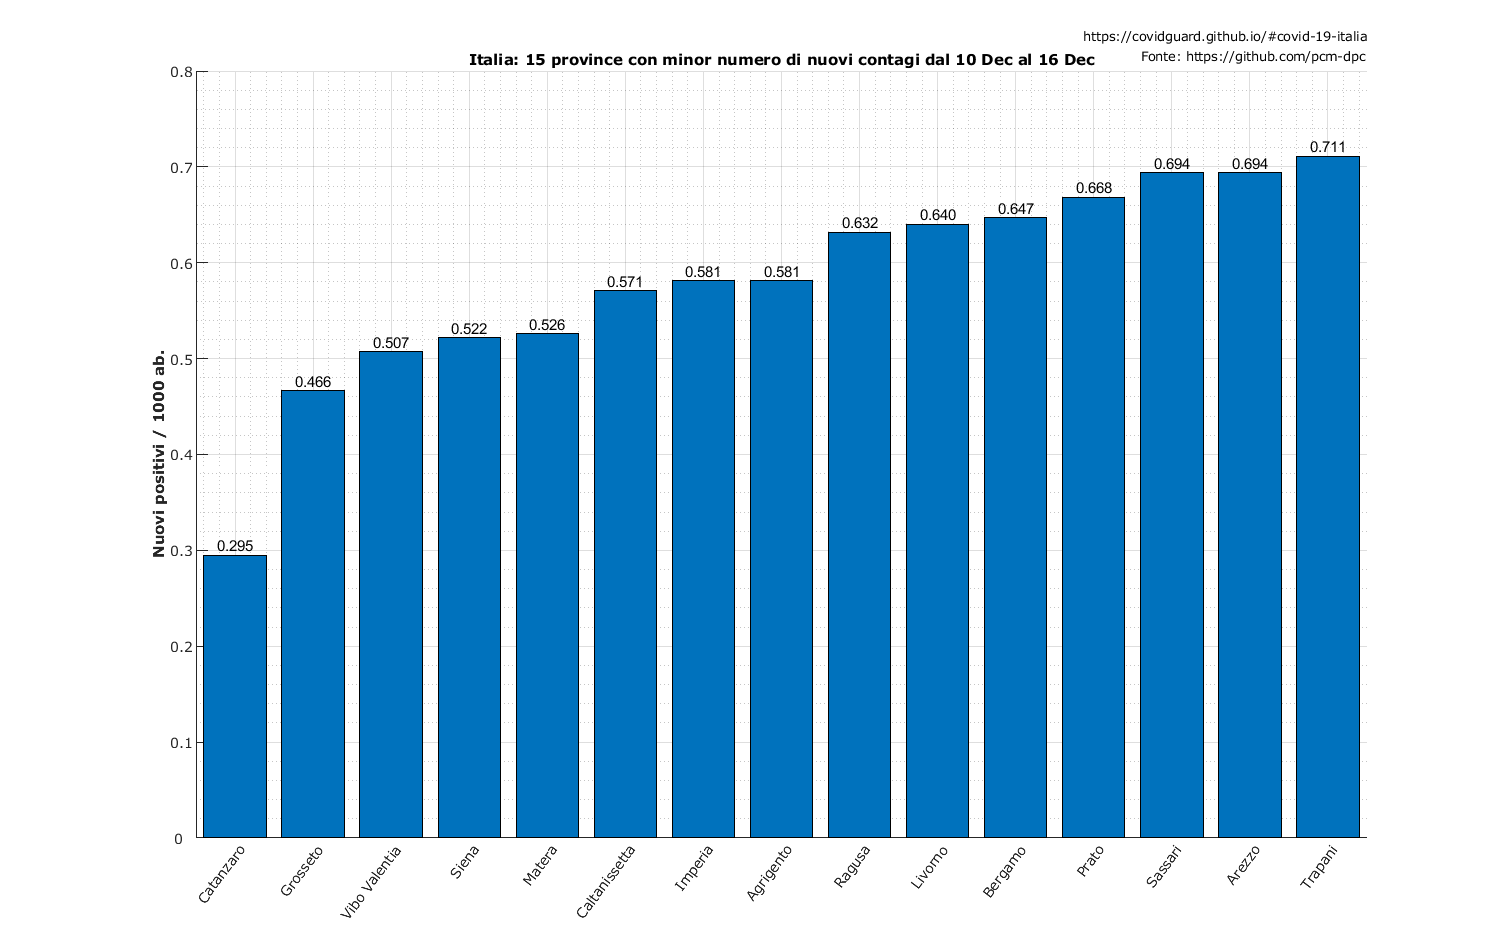 https://covidguard.github.io/#covid-19-italia
Fonte: https://github.com/pcm-dpc
Italia: 15 province con minor numero di nuovi contagi dal 10 Dec al 16 Dec
Nuovi positivi / 1000 ab.
0.8
0.7
0.6
0.5
0.4
0.3
0.2
0.1
0
0.295
0.466
0.507
0.522
0.526
0.571
0.581
0.581
0.632
0.640
0.647
0.668
0.694
0.694
0.711
Catanzaro
Grosseto
Vibo Valentia
Siena
Matera
Caltanissetta
Imperia
Agrigento
Ragusa
Livorno
Bergamo
Prato
Sassari
Arezzo
Trapani